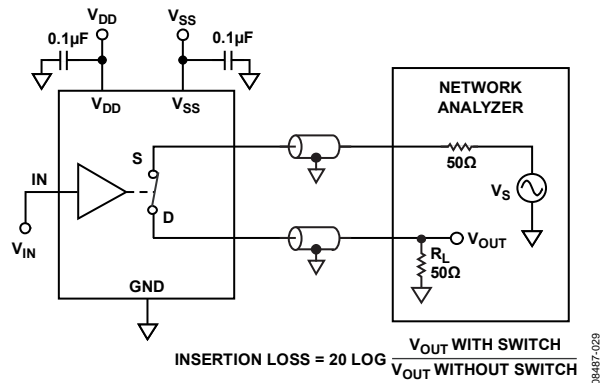 VDD
VSS
0.1µF
0.1µF
VDD
VSS
NETWORK
ANALYZER
S
50Ω
IN
VS
D
VOUT
VIN
RL
50Ω
GND
INSERTION LOSS = 20 LOG
VOUT WITH SWITCH
VOUT WITHOUT SWITCH
08487-029